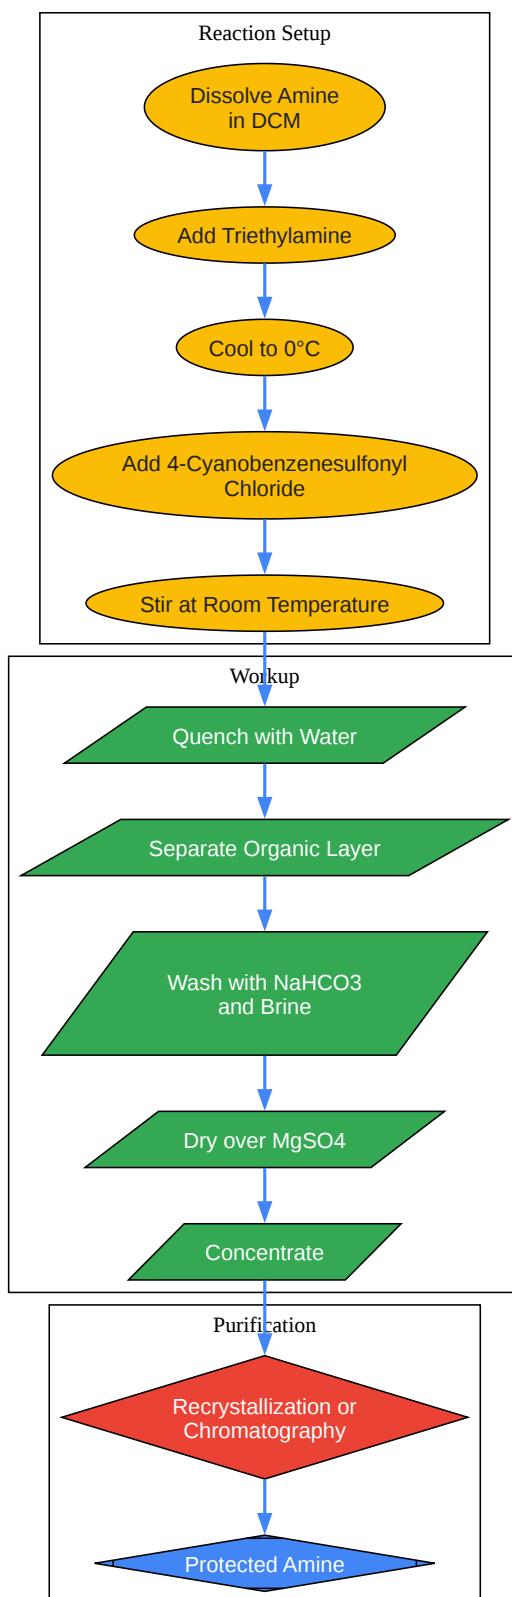 Reaction Setup
Dissolve Amine
in DCM
Add Triethylamine
Cool to 0°C
Add 4-Cyanobenzenesulfonyl
Chloride
Stir at Room Temperature
Workup
Quench with Water
Separate Organic Layer
Wash with NaHCO3
and Brine
Dry over MgSO4
Concentrate
Purification
Recrystallization or
Chromatography
Protected Amine